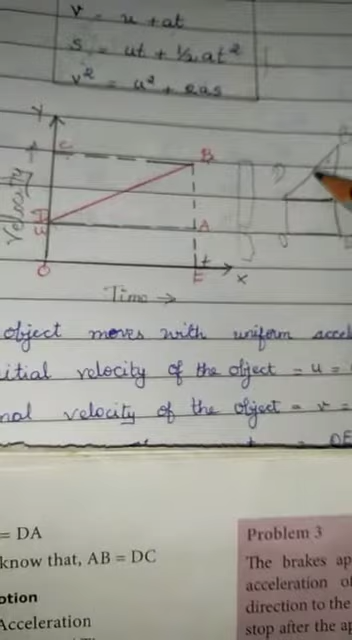 v = u + at
s = ut + ½ at²
v² = u² + 2as
Y
C
B
D
Velocity →
A
t
O
E
X
Time →
object moves with uniform
itial velocity of the object = u =
nal velocity of the object = v =
= DA
know that, AB = DC
otion
Acceleration
Problem 3
The brakes ap
acceleration of
direction to the
stop after the ap